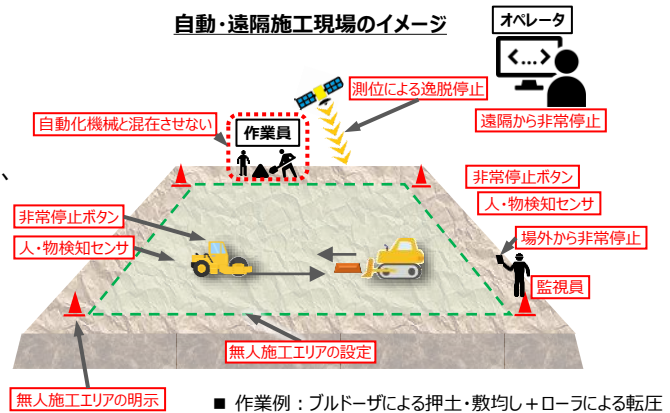 自動・遠隔施工現場のイメージ
オペレータ
<...>
測位による逸脱停止
自動化機械と混在させない
作業員
遠隔から非常停止
、
非常停止ボタン
人・物検知センサ
非常停止ボタン
人・物検知センサ
場外から非常停止
監視員
無人施工エリアの設定
無人施工エリアの明示
■ 作業例：ブルドーザによる押土・敷均し＋ローラによる転圧